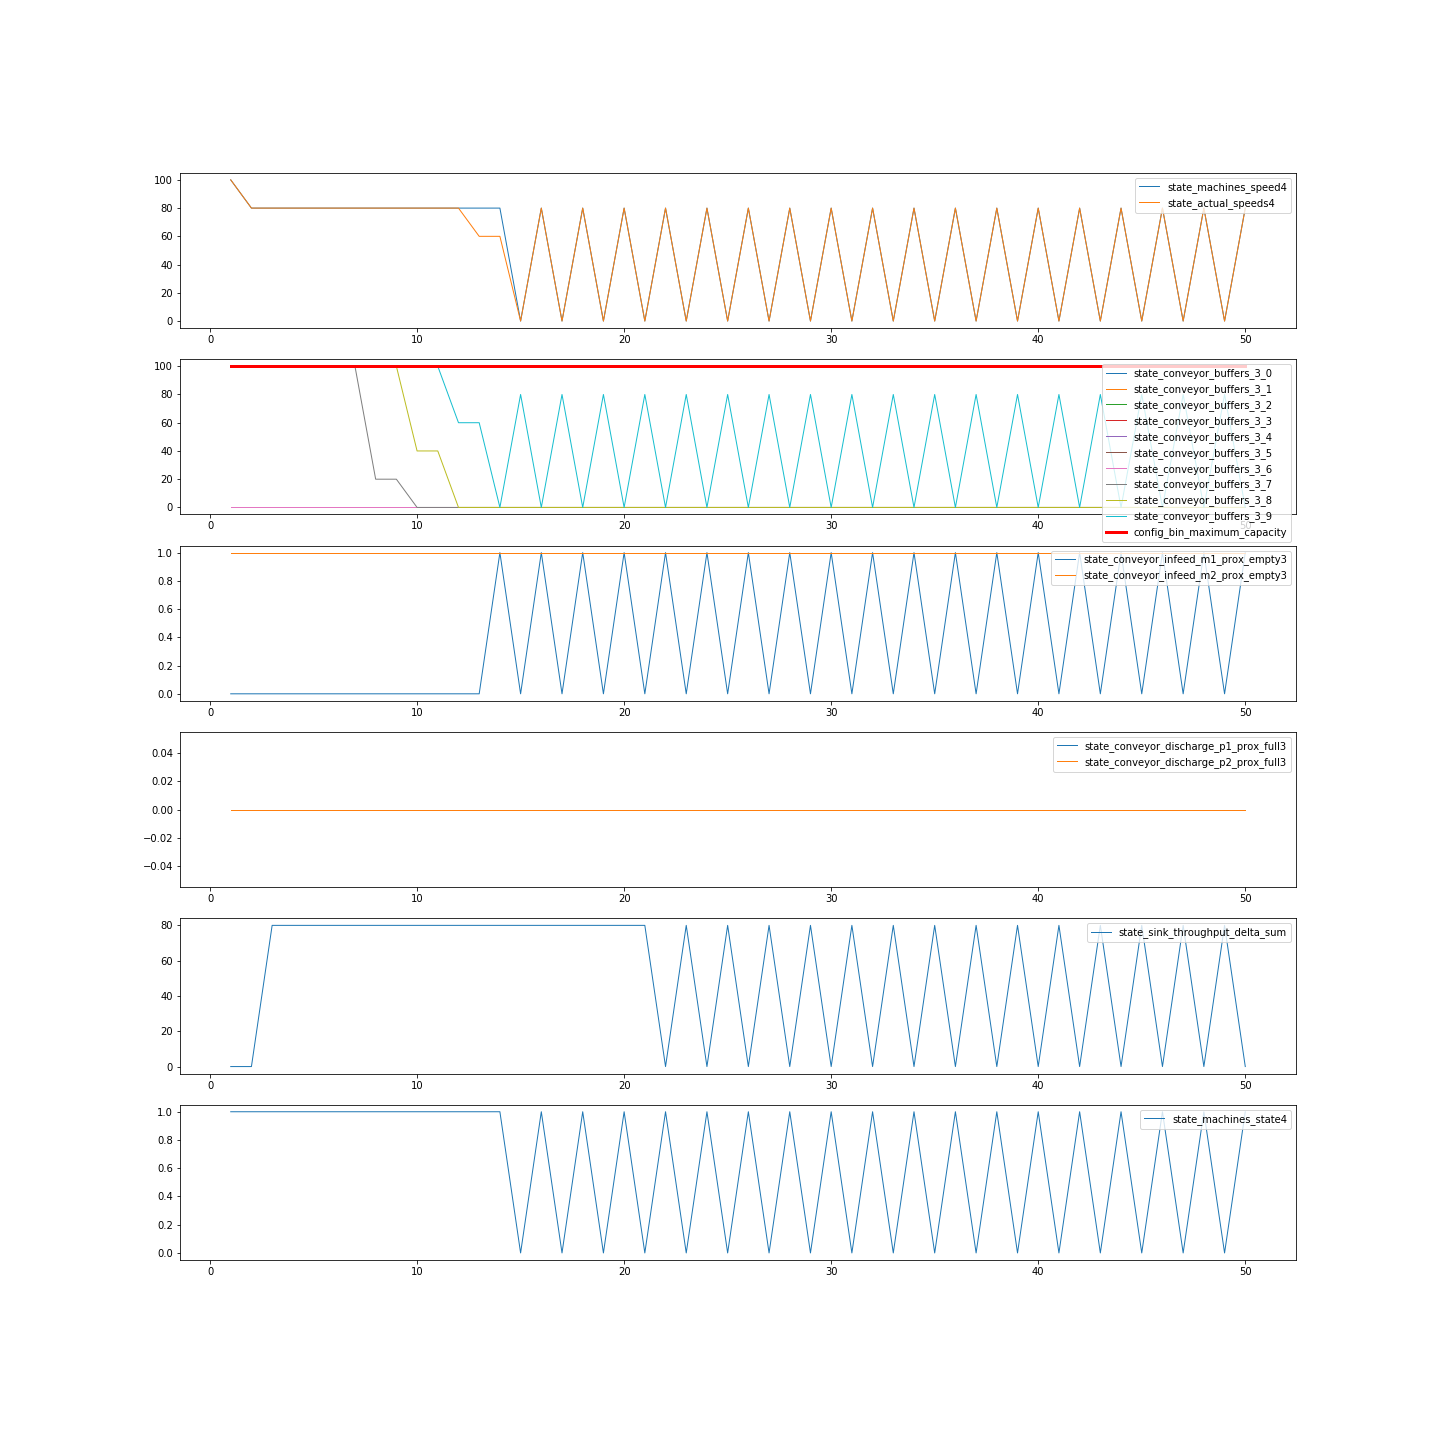 100
80
60
40
20
0
state_machines_speed4
state_actual_speeds4
0 10 20 30 40 50
100
80
60
40
20
0
state_conveyor_buffers_3_0
state_conveyor_buffers_3_1
state_conveyor_buffers_3_2
state_conveyor_buffers_3_3
state_conveyor_buffers_3_4
state_conveyor_buffers_3_5
state_conveyor_buffers_3_6
state_conveyor_buffers_3_7
state_conveyor_buffers_3_8
state_conveyor_buffers_3_9
config_bin_maximum_capacity
0 10 20 30 40 50
1.0
0.8
0.6
0.4
0.2
0.0
state_conveyor_infeed_m1_prox_empty3
state_conveyor_infeed_m2_prox_empty3
0 10 20 30 40 50
0.04
0.02
0.00
−0.02
−0.04
state_conveyor_discharge_p1_prox_full3
state_conveyor_discharge_p2_prox_full3
0 10 20 30 40 50
80
60
40
20
0
state_sink_throughput_delta_sum
0 10 20 30 40 50
1.0
0.8
0.6
0.4
0.2
0.0
state_machines_state4
0 10 20 30 40 50